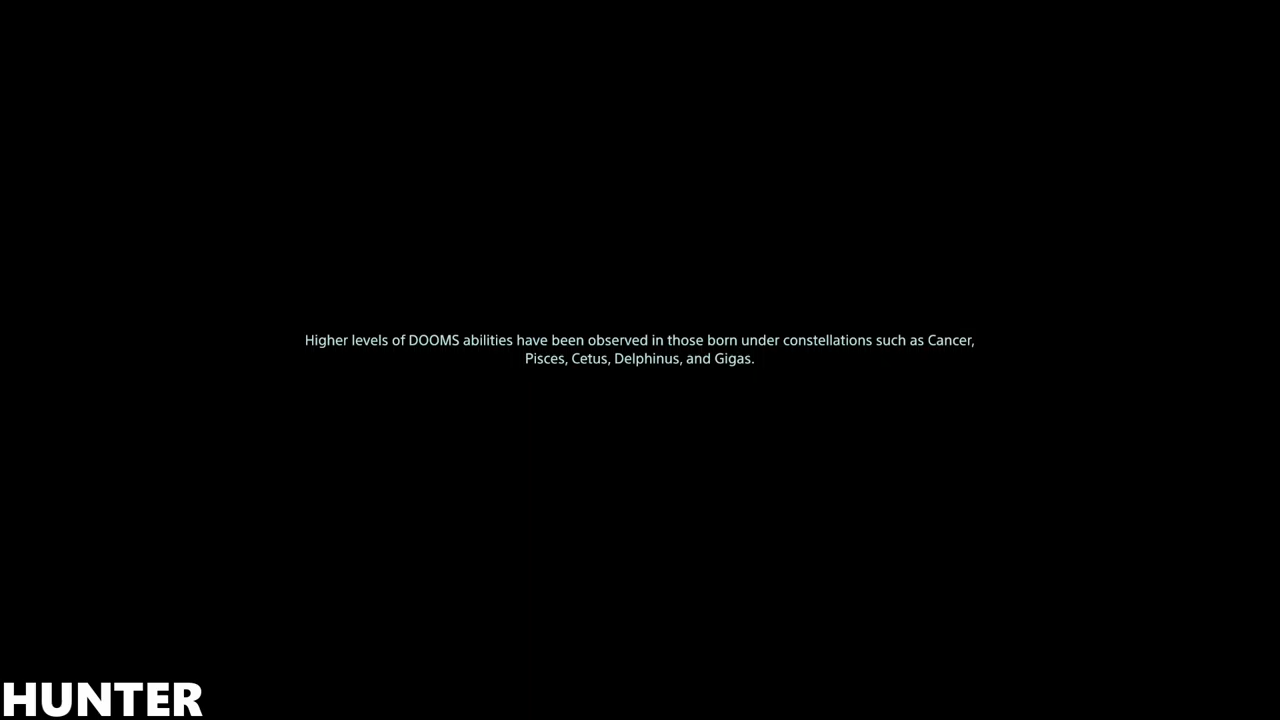 Higher levels of DOOMS abilities have been observed in those born under constellations such as Cancer,
Pisces, Cetus, Delphinus, and Gigas.
HUNTER